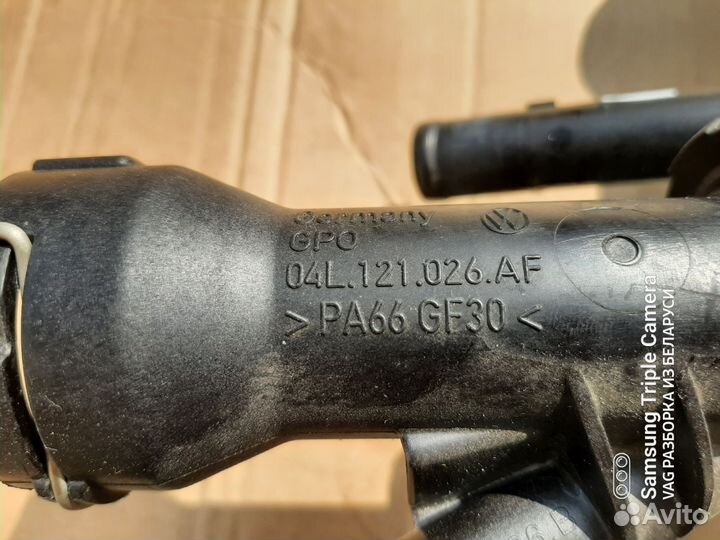 Germany
GPO
04L.121.026.AF
>PA66 GF30<
Samsung Triple Camera
VAG РАЗБОРКА ИЗ БЕЛАРУСИ
Avito